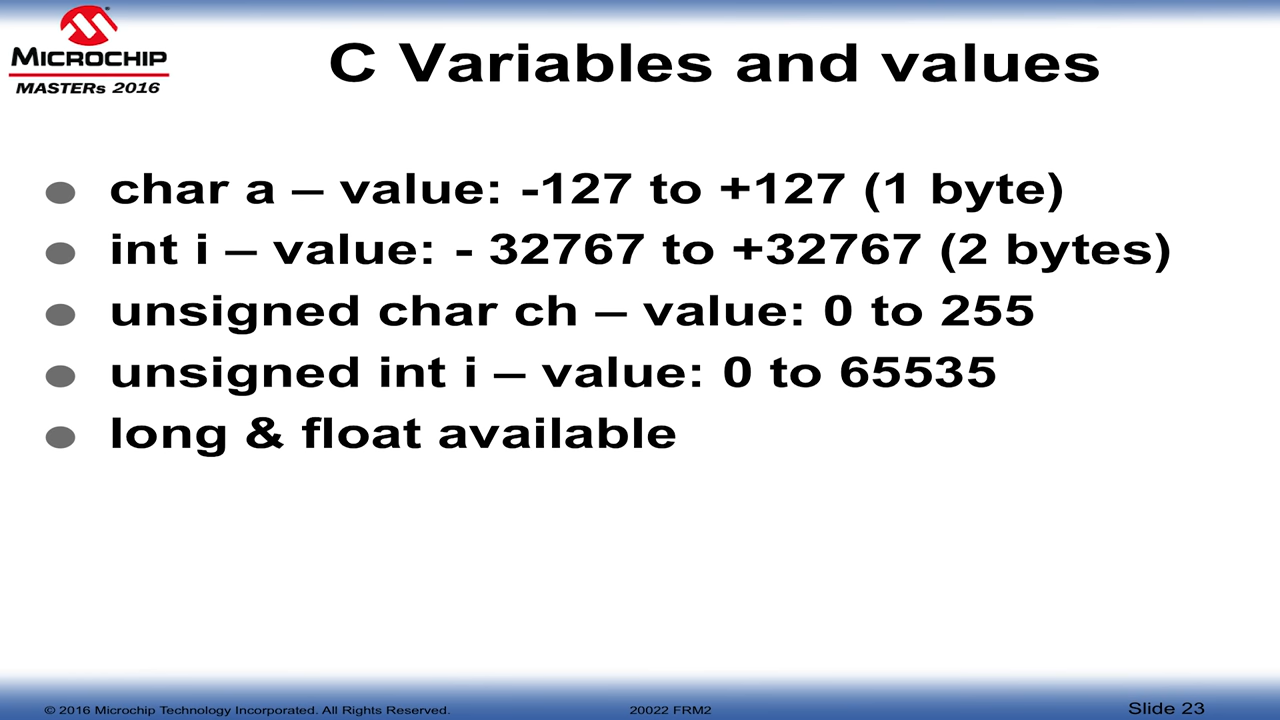 MICROCHIP
MASTERs 2016
C Variables and values
char a – value: -127 to +127 (1 byte)
int i – value: - 32767 to +32767 (2 bytes)
unsigned char ch – value: 0 to 255
unsigned int i – value: 0 to 65535
long & float available
© 2016 Microchip Technology Incorporated. All Rights Reserved.
20022 FRM2
Slide 23